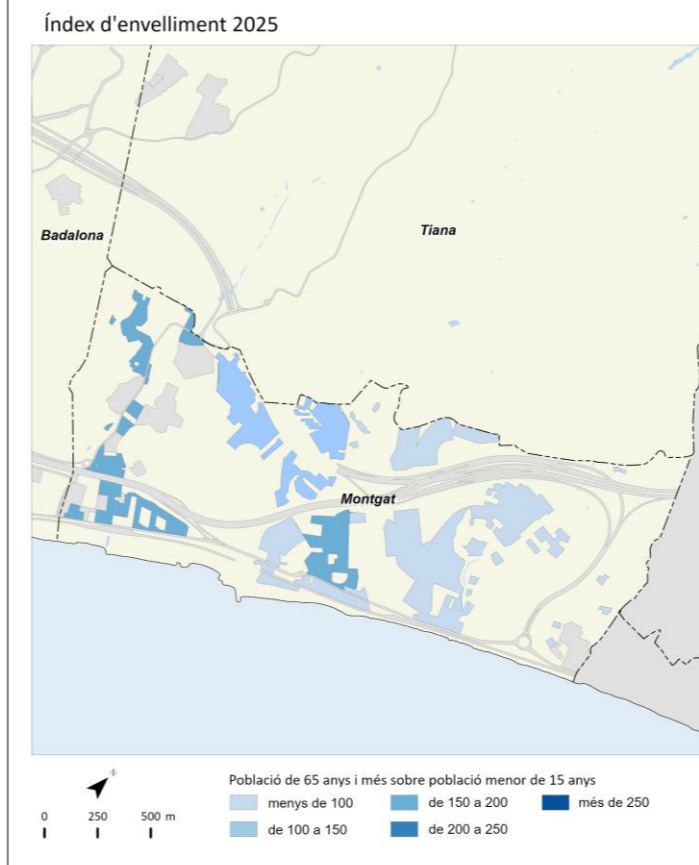 Índex d'envelliment 2025
Badalona
Tiana
Montgat
Població de 65 anys i més sobre població menor de 15 anys
menys de 100
de 150 a 200
més de 250
de 100 a 150
de 200 a 250
0 250 500 m